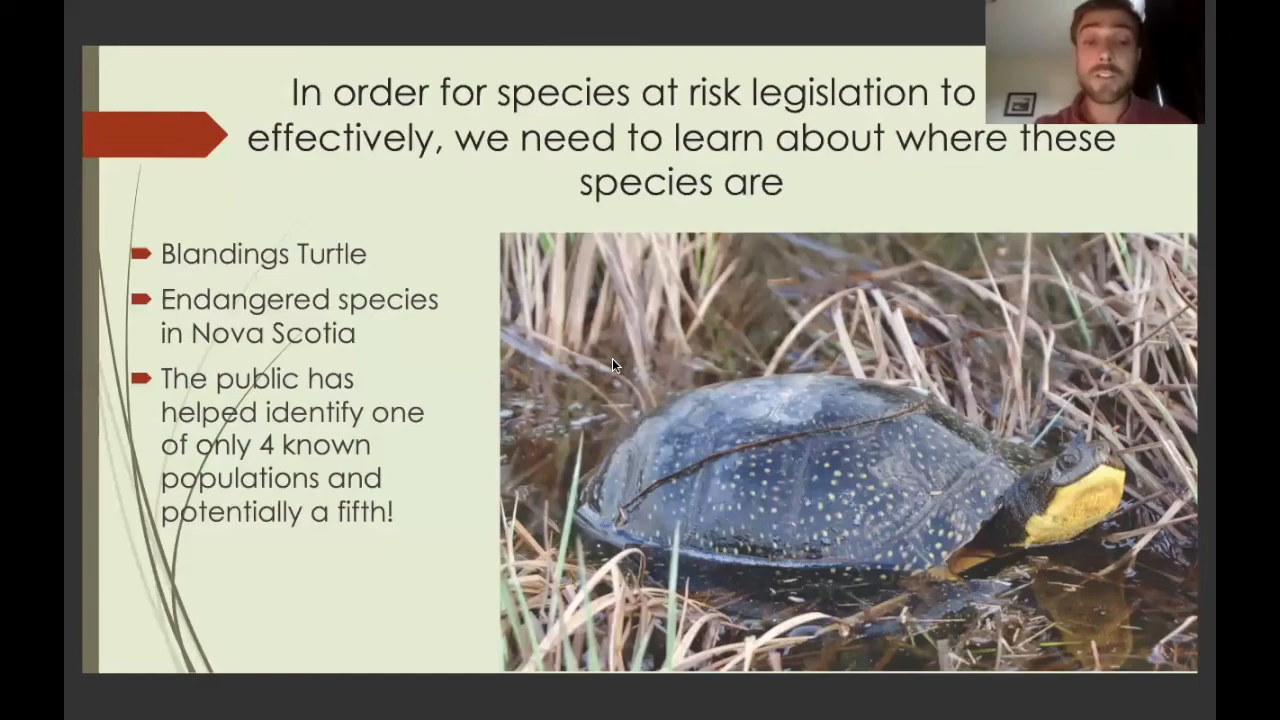 In order for species at risk legislation to
effectively, we need to learn about where these
species are
Blandings Turtle
Endangered species
in Nova Scotia
The public has
helped identify one
of only 4 known
populations and
potentially a fifth!